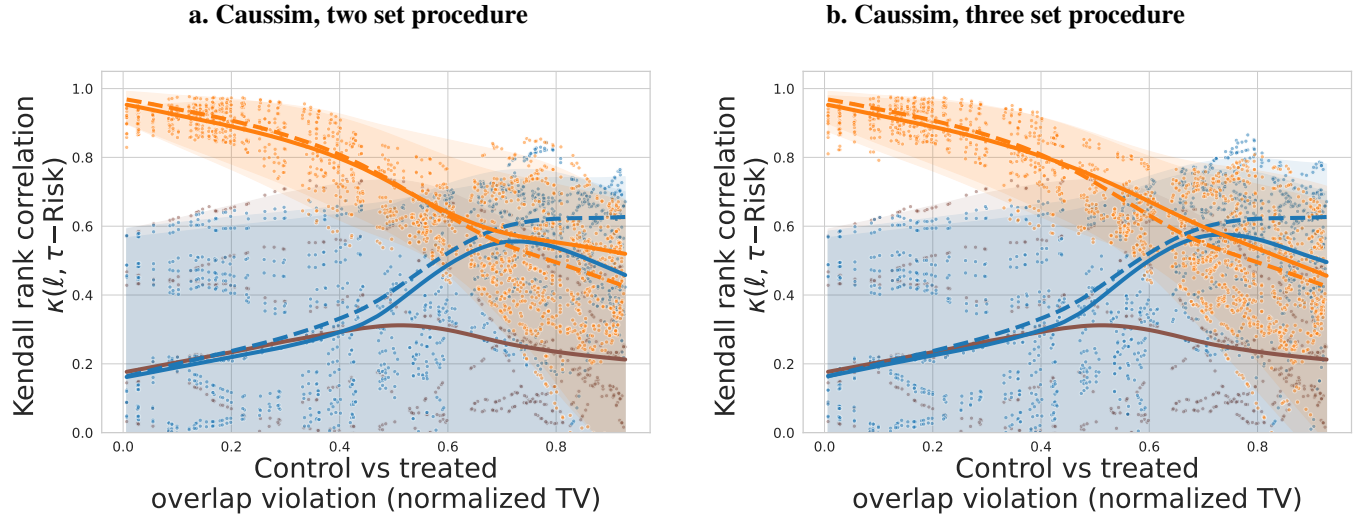 a. Caussim, two set procedure
Kendall rank correlation
κ(ℓ, τ−Risk)
1.0
0.8
0.6
0.4
0.2
0.0
0.0 0.2 0.4 0.6 0.8
Control vs treated
overlap violation (normalized TV)
b. Caussim, three set procedure
Kendall rank correlation
κ(ℓ, τ−Risk)
1.0
0.8
0.6
0.4
0.2
0.0
0.0 0.2 0.4 0.6 0.8
Control vs treated
overlap violation (normalized TV)